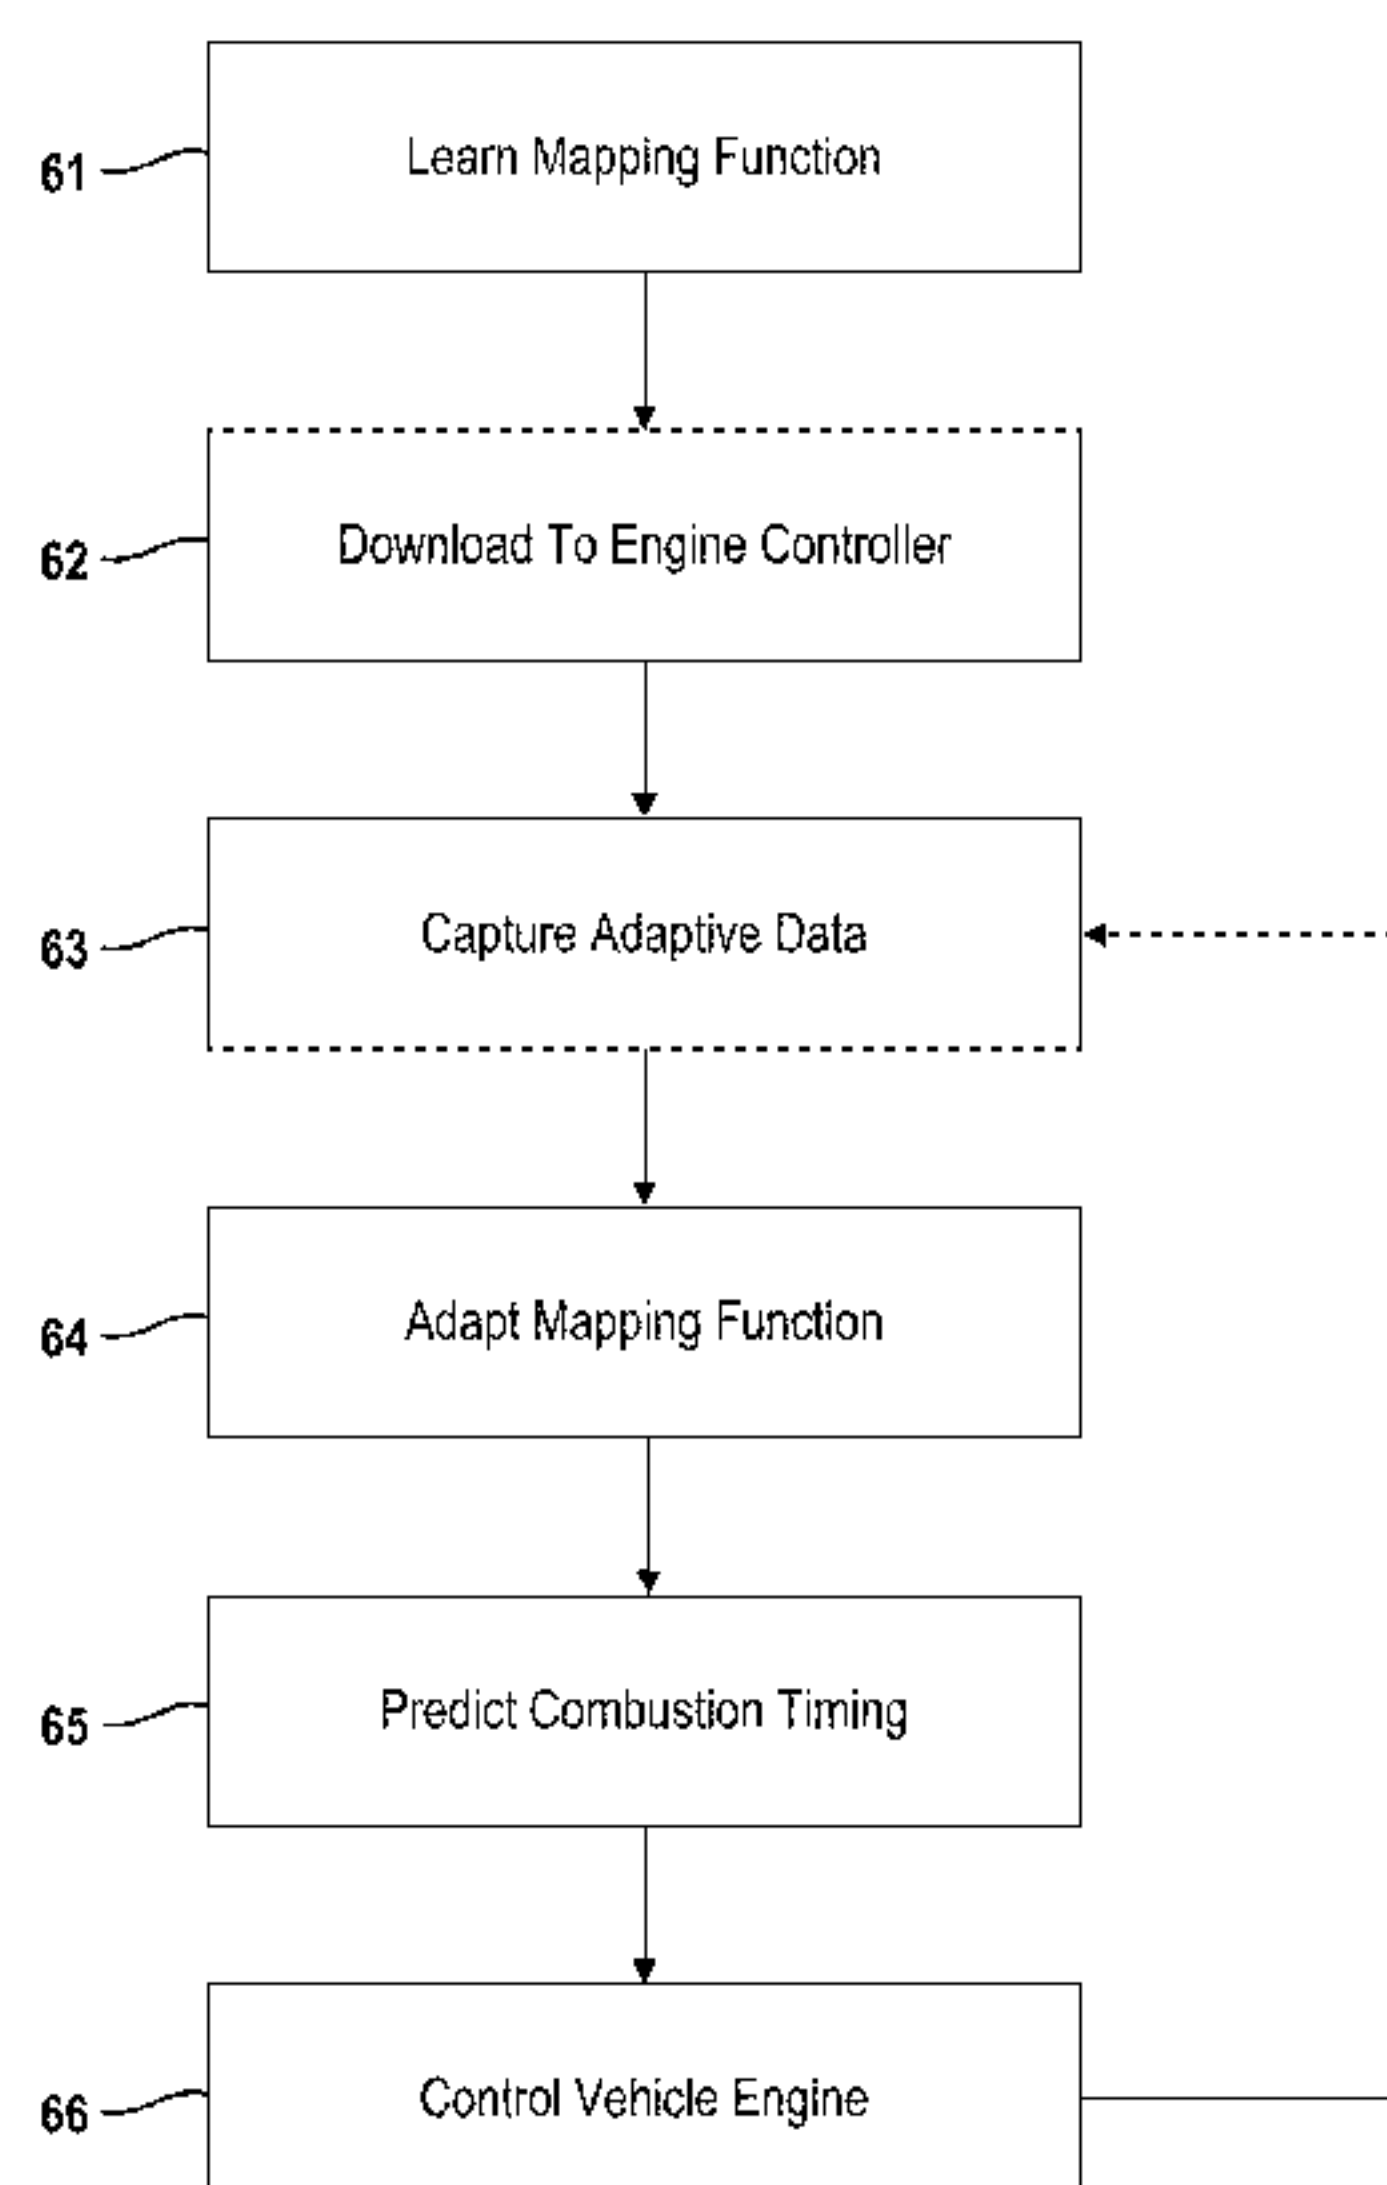 61 Learn Mapping Function
62 Download To Engine Controller
63 Capture Adaptive Data
64 Adapt Mapping Function
65 Predict Combustion Timing
66 Control Vehicle Engine